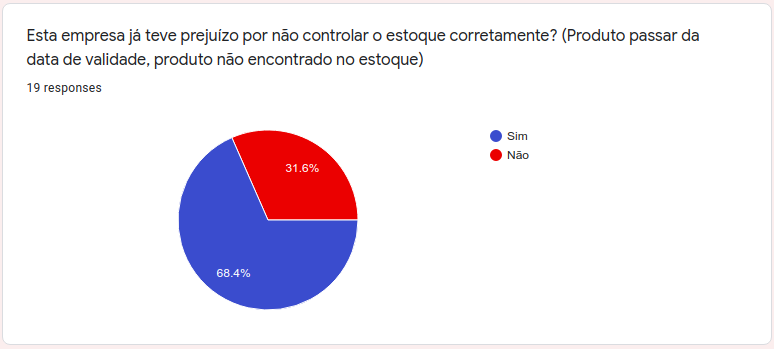 Esta empresa já teve prejuízo por não controlar o estoque corretamente? (Produto passar da
data de validade, produto não encontrado no estoque)
19 responses
Sim
Não
31.6%
68.4%